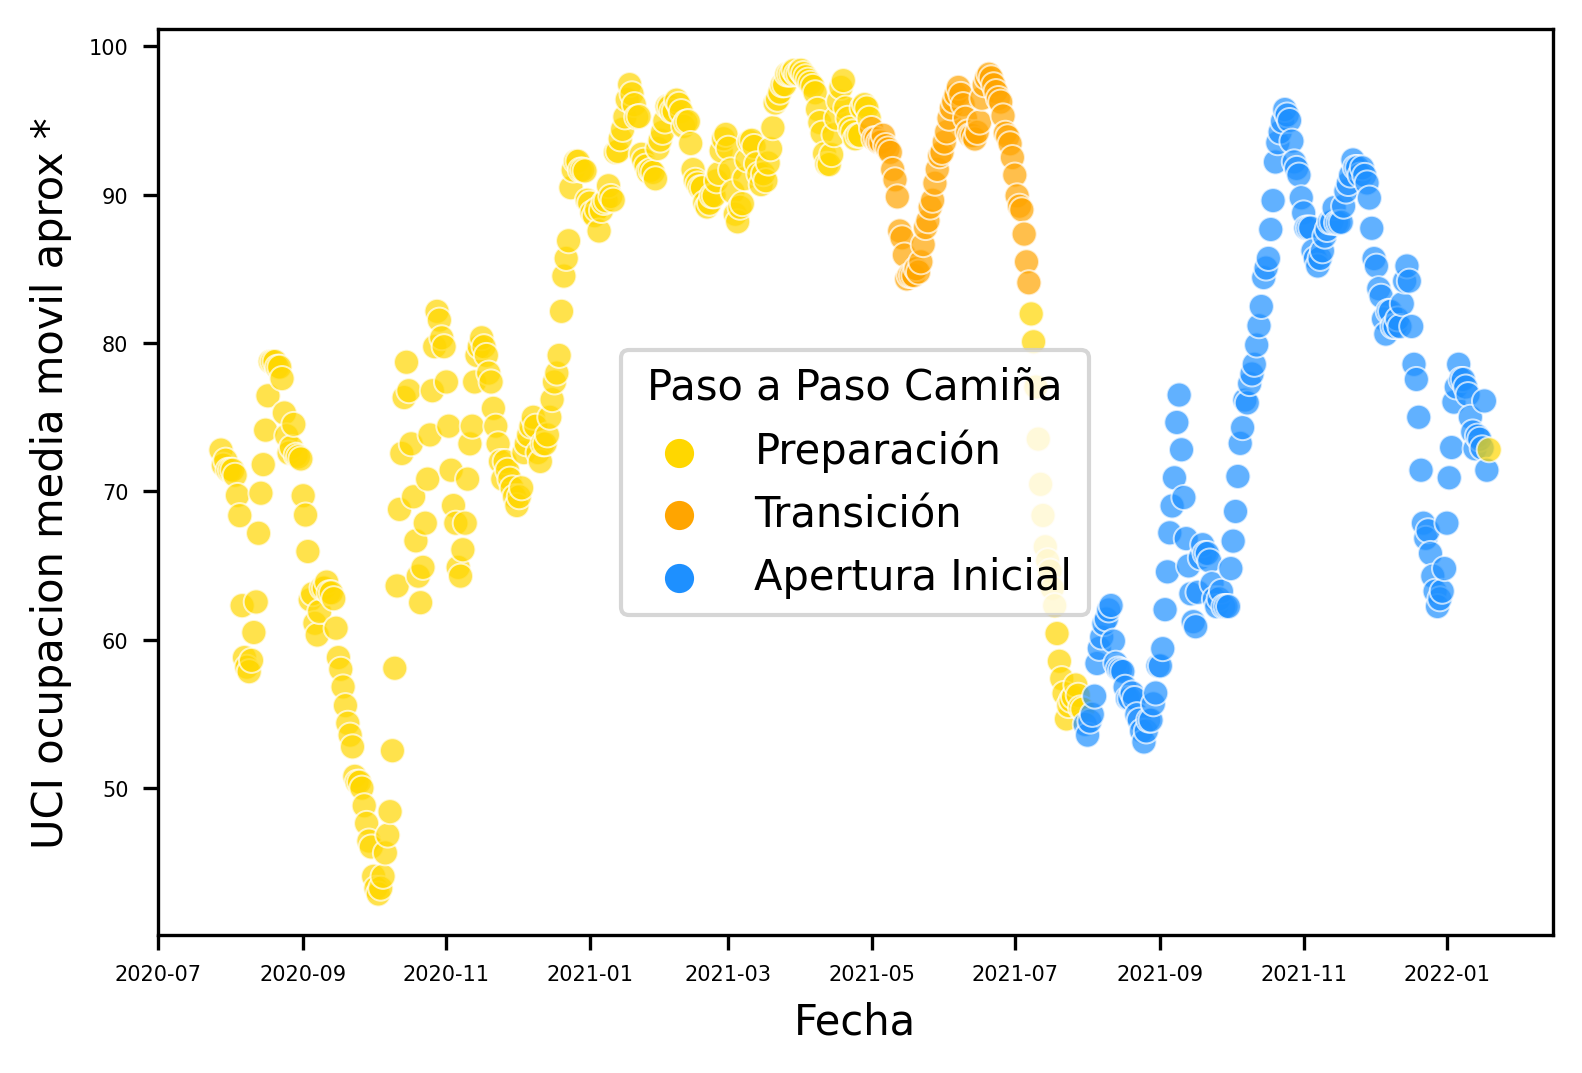 UCI ocupacion media movil aprox *
100
90
80
70
60
50
Paso a Paso Camiña
Preparación
Transición
Apertura Inicial
2020-07 2020-09 2020-11 2021-01 2021-03 2021-05 2021-07 2021-09 2021-11 2022-01
Fecha